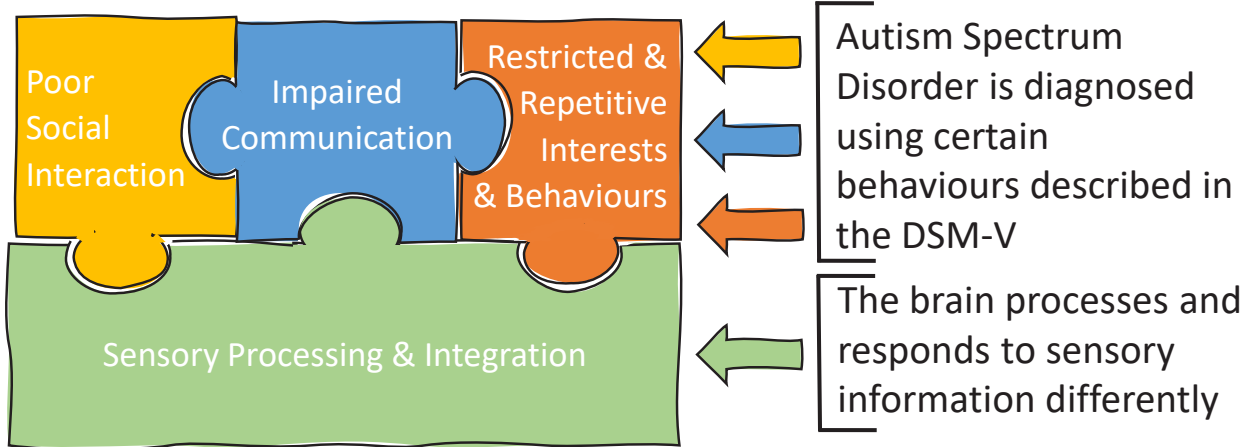 Poor
Social
Interaction
Impaired
Communication
Restricted &
Repetitive
Interests
& Behaviours
Autism Spectrum
Disorder is diagnosed
using certain
behaviours described in
the DSM-V
Sensory Processing & Integration
The brain processes and
responds to sensory
information differently